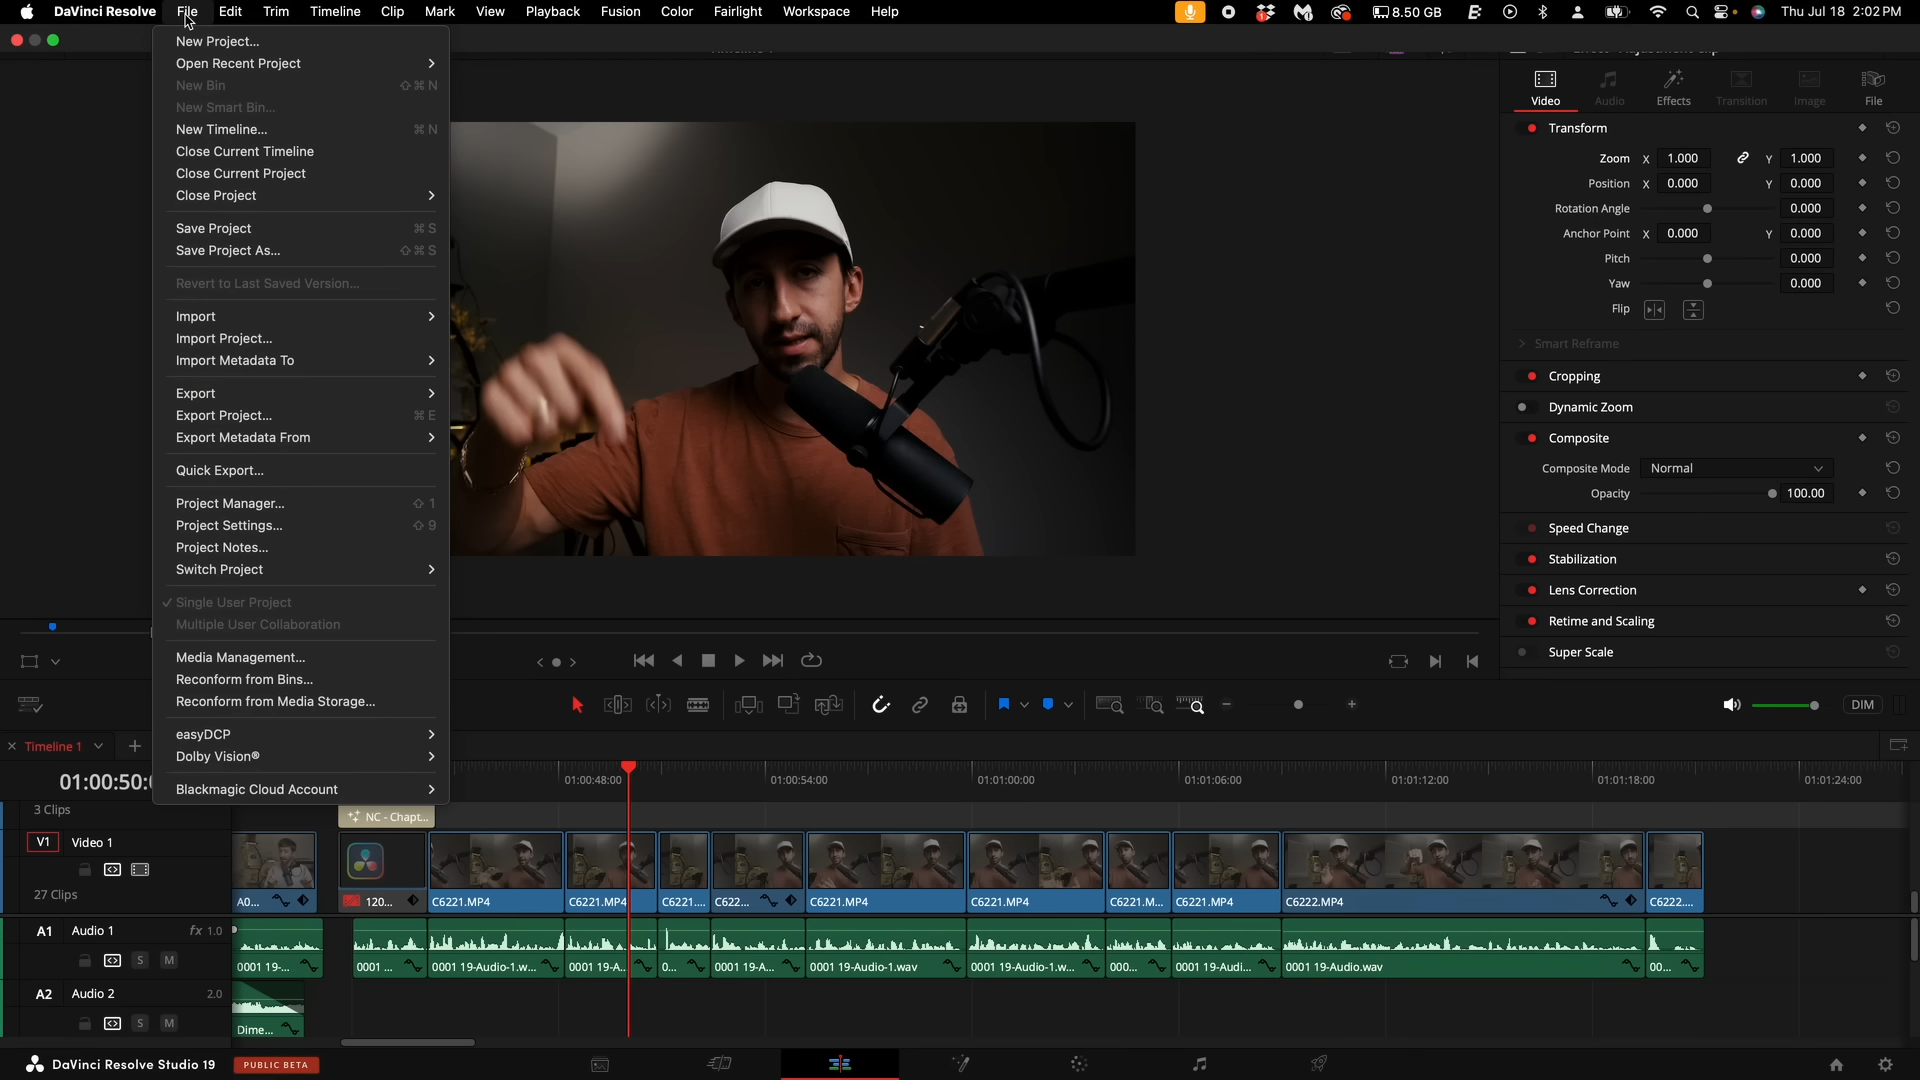 DaVinci Resolve File Edit Trim Timeline Clip Mark View Playback Fusion Color Fairlight Workspace Help 8.50 GB Thu Jul 18 2:02 PM
New Project...
Open Recent Project
New Bin ⇧⌘N
New Smart Bin...
New Timeline... ⌘N
Close Current Timeline
Close Current Project
Close Project
Save Project ⌘S
Save Project As... ⇧⌘S
Revert to Last Saved Version...
Import
Import Project...
Import Metadata To
Export
Export Project... ⌘E
Export Metadata From
Quick Export...
Project Manager... ⇧1
Project Settings... ⇧9
Project Notes...
Switch Project
✓ Single User Project
Multiple User Collaboration
Media Management...
Reconform from Bins...
Reconform from Media Storage...
easyDCP
Dolby Vision®
Blackmagic Cloud Account
Video Audio Effects Transition Image File
Transform
Zoom X 1.000 Y 1.000
Position X 0.000 Y 0.000
Rotation Angle 0.000
Anchor Point X 0.000 Y 0.000
Pitch 0.000
Yaw 0.000
Flip
Smart Reframe
Cropping
Dynamic Zoom
Composite
Composite Mode Normal
Opacity 100.00
Speed Change
Stabilization
Lens Correction
Retime and Scaling
Super Scale
DIM
Timeline 1
01:00:50:
01:00:48:00 01:00:54:00 01:01:00:00 01:01:06:00 01:01:12:00 01:01:18:00 01:01:24:00
3 Clips
NC - Chapt...
V1 Video 1
27 Clips
A0... 120... C6221.MP4 C6221.MP4 C6221.... C622... C6221.MP4 C6221.MP4 C6221.M... C6221.MP4 C6222.MP4 C6222....
A1 Audio 1 fx 1.0
S M
0001 19-... 0001 ... 0001 19-Audio-1.w... 0001 19-A... 0... 0001 19-A... 0001 19-Audio-1.wav 0001 19-Audio-1.w... 000... 0001 19-Audi... 0001 19-Audio.wav 00...
A2 Audio 2 2.0
S M
Dime...
DaVinci Resolve Studio 19 PUBLIC BETA